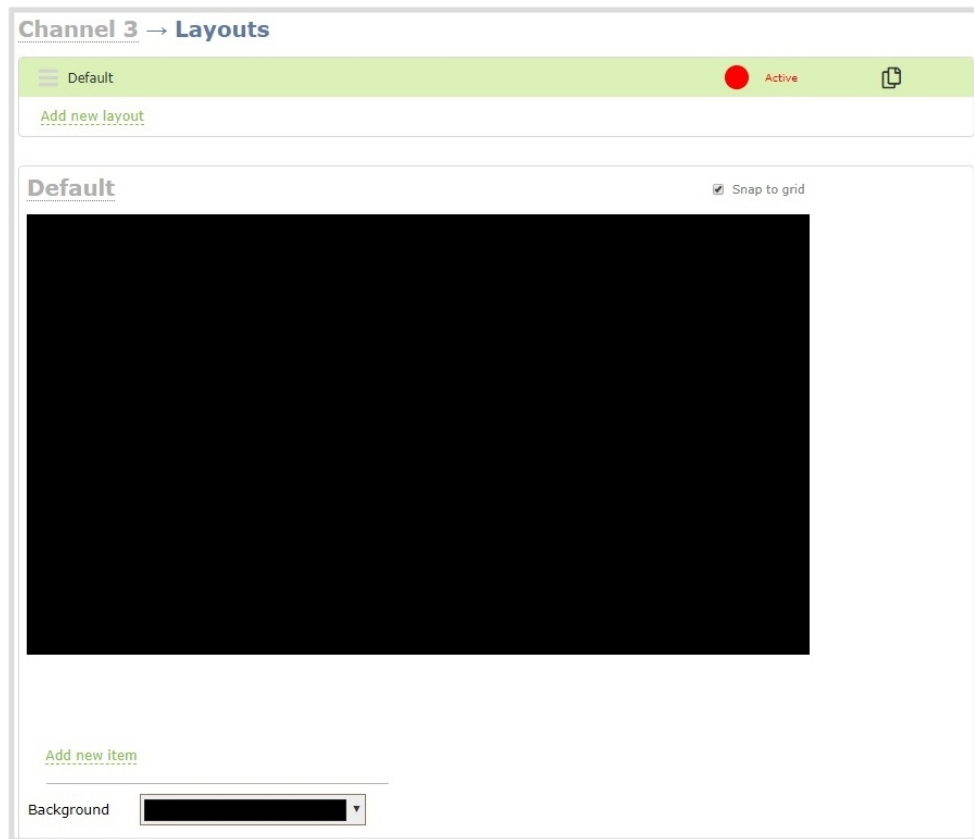 Channel 3 → Layouts
Default Active
Add new layout
Default Snap to grid
Add new item
Background